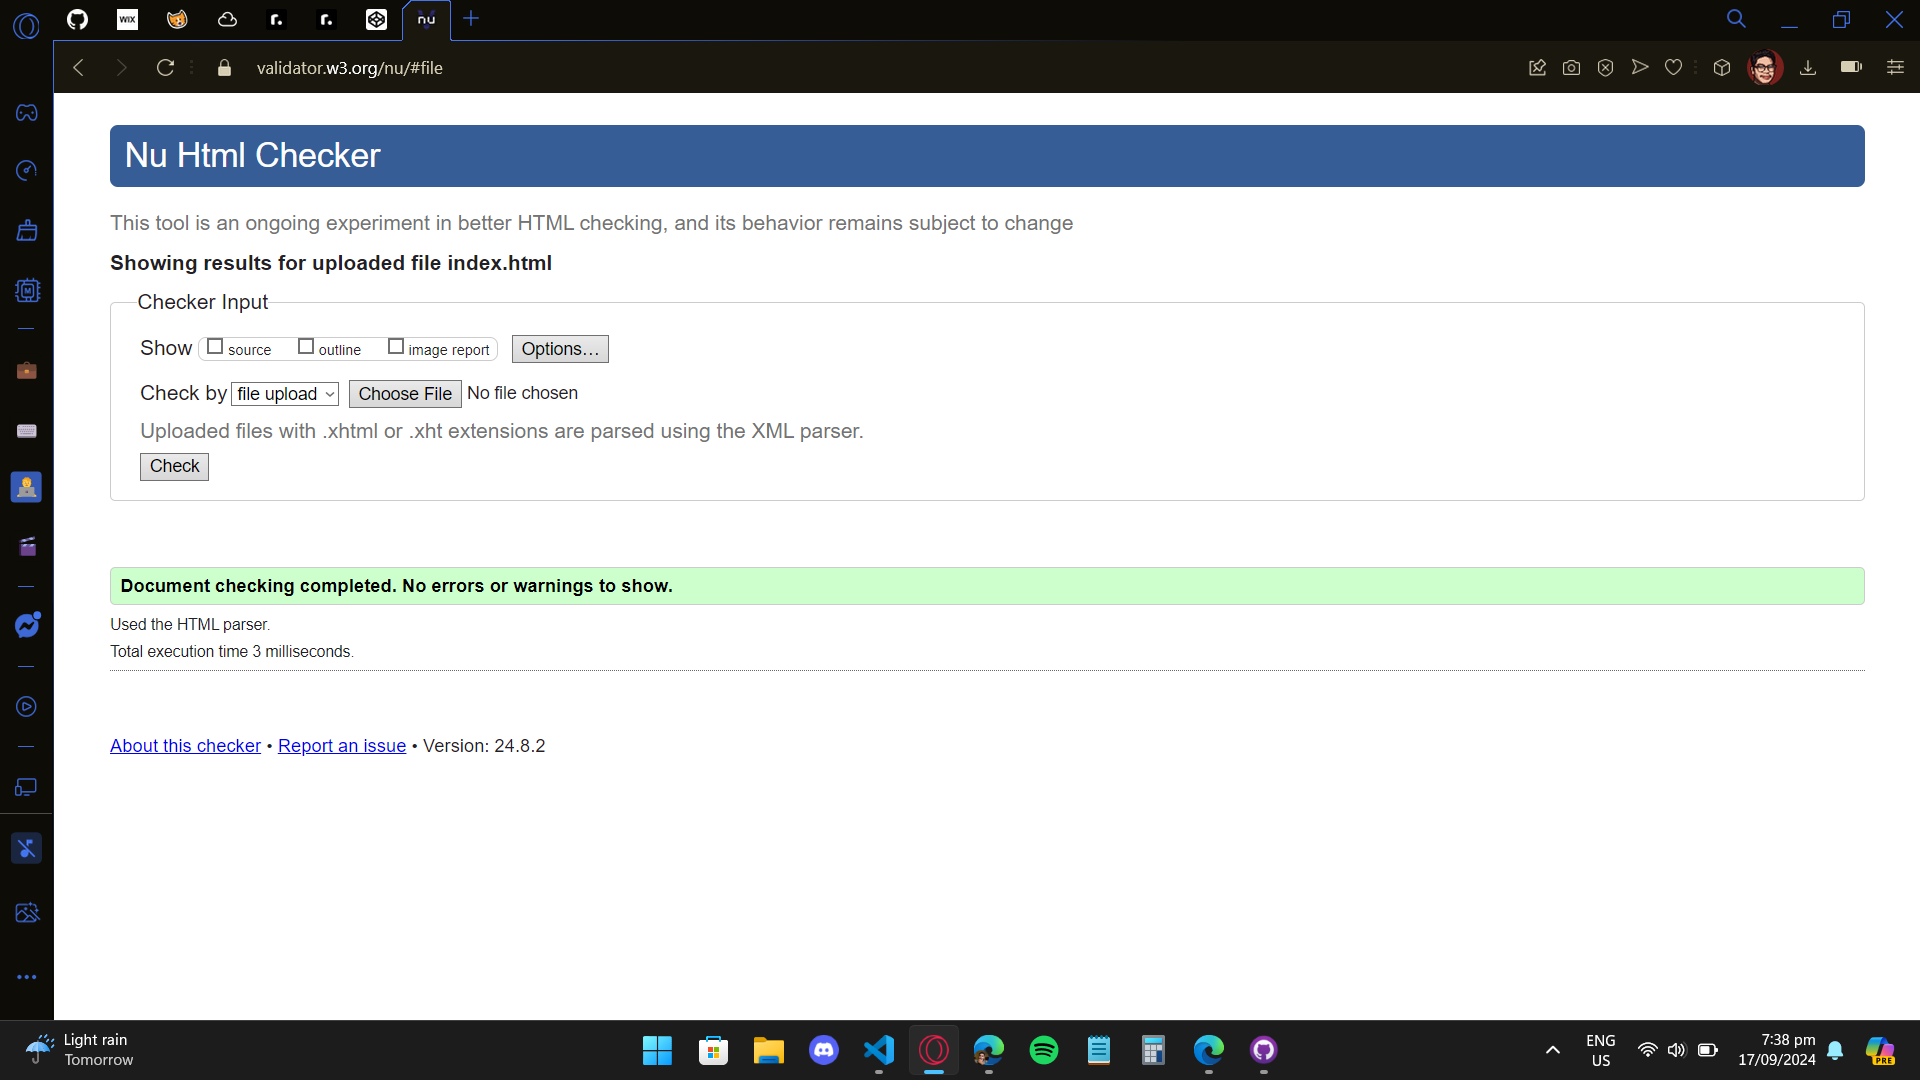 WIX
r.
r.
nu
validator.w3.org/nu/#file
Nu Html Checker
This tool is an ongoing experiment in better HTML checking, and its behavior remains subject to change
Showing results for uploaded file index.html
Checker Input
Show source outline image report Options…
Check by file upload Choose File No file chosen
Uploaded files with .xhtml or .xht extensions are parsed using the XML parser.
Check
Document checking completed. No errors or warnings to show.
Used the HTML parser.
Total execution time 3 milliseconds.
About this checker • Report an issue • Version: 24.8.2
Light rain
Tomorrow
ENG
US
7:38 pm
17/09/2024
PRE